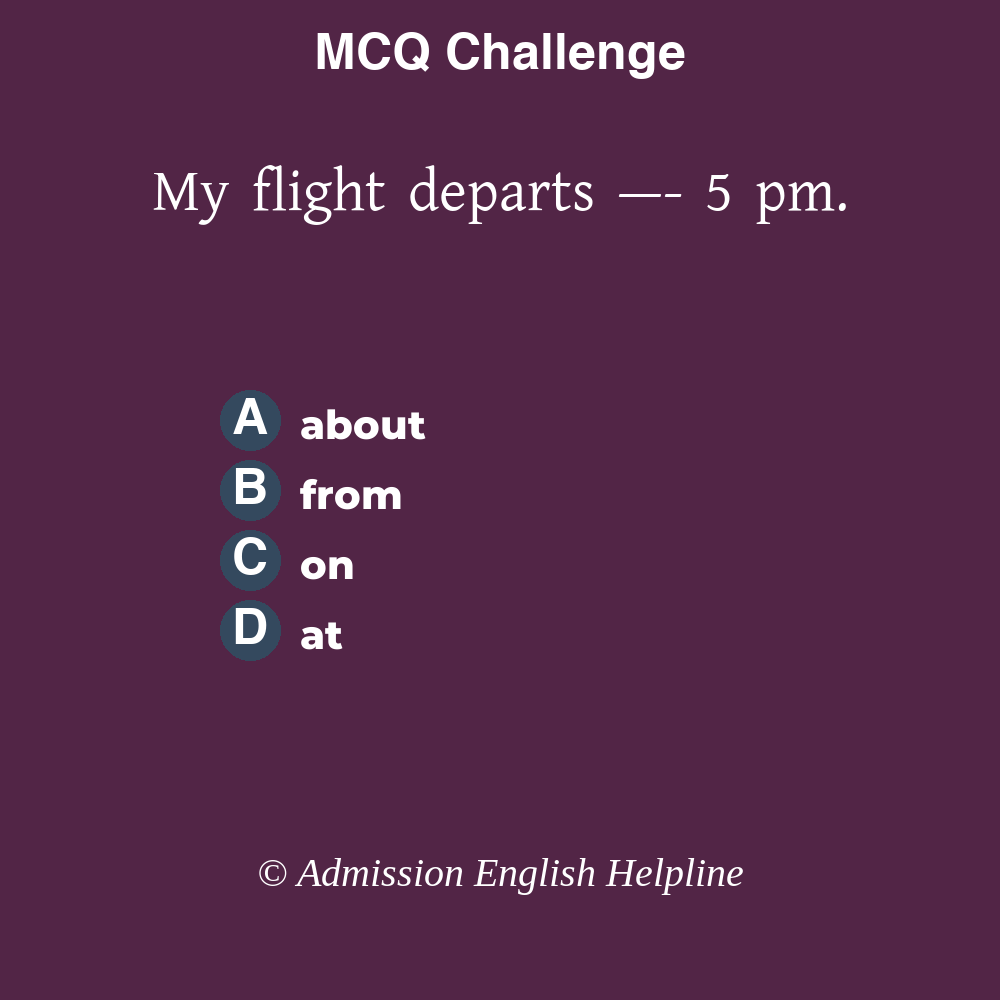 MCQ Challenge
My flight departs —- 5 pm.
A about
B from
C on
D at
© Admission English Helpline